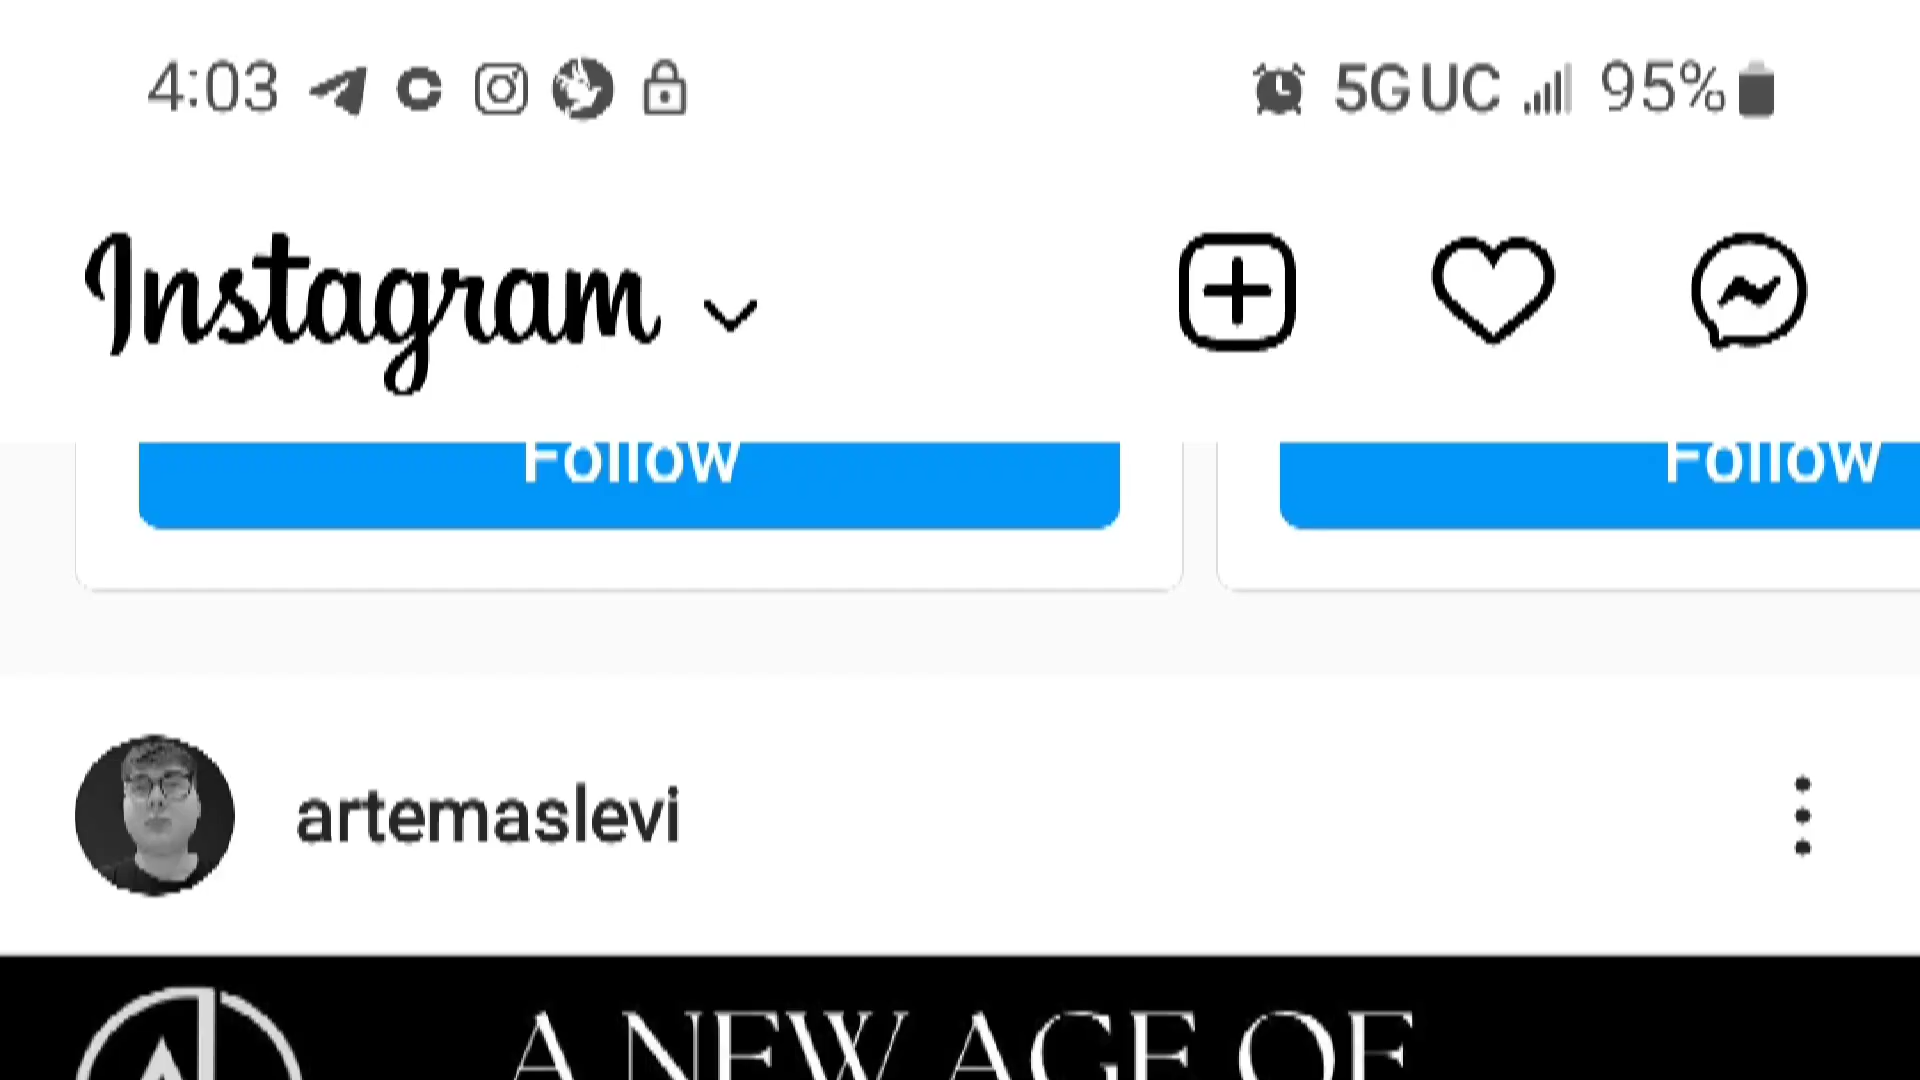 4:03 5G UC 95%
Instagram
Follow Follow
artemaslevi
A NEW AGE OF